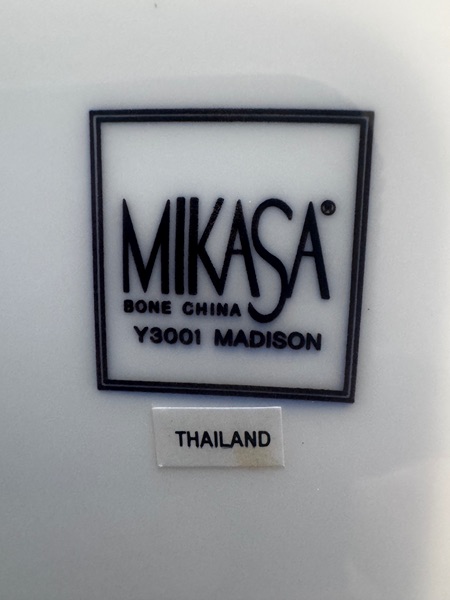 MIKASA®
BONE CHINA
Y3001 MADISON
THAILAND